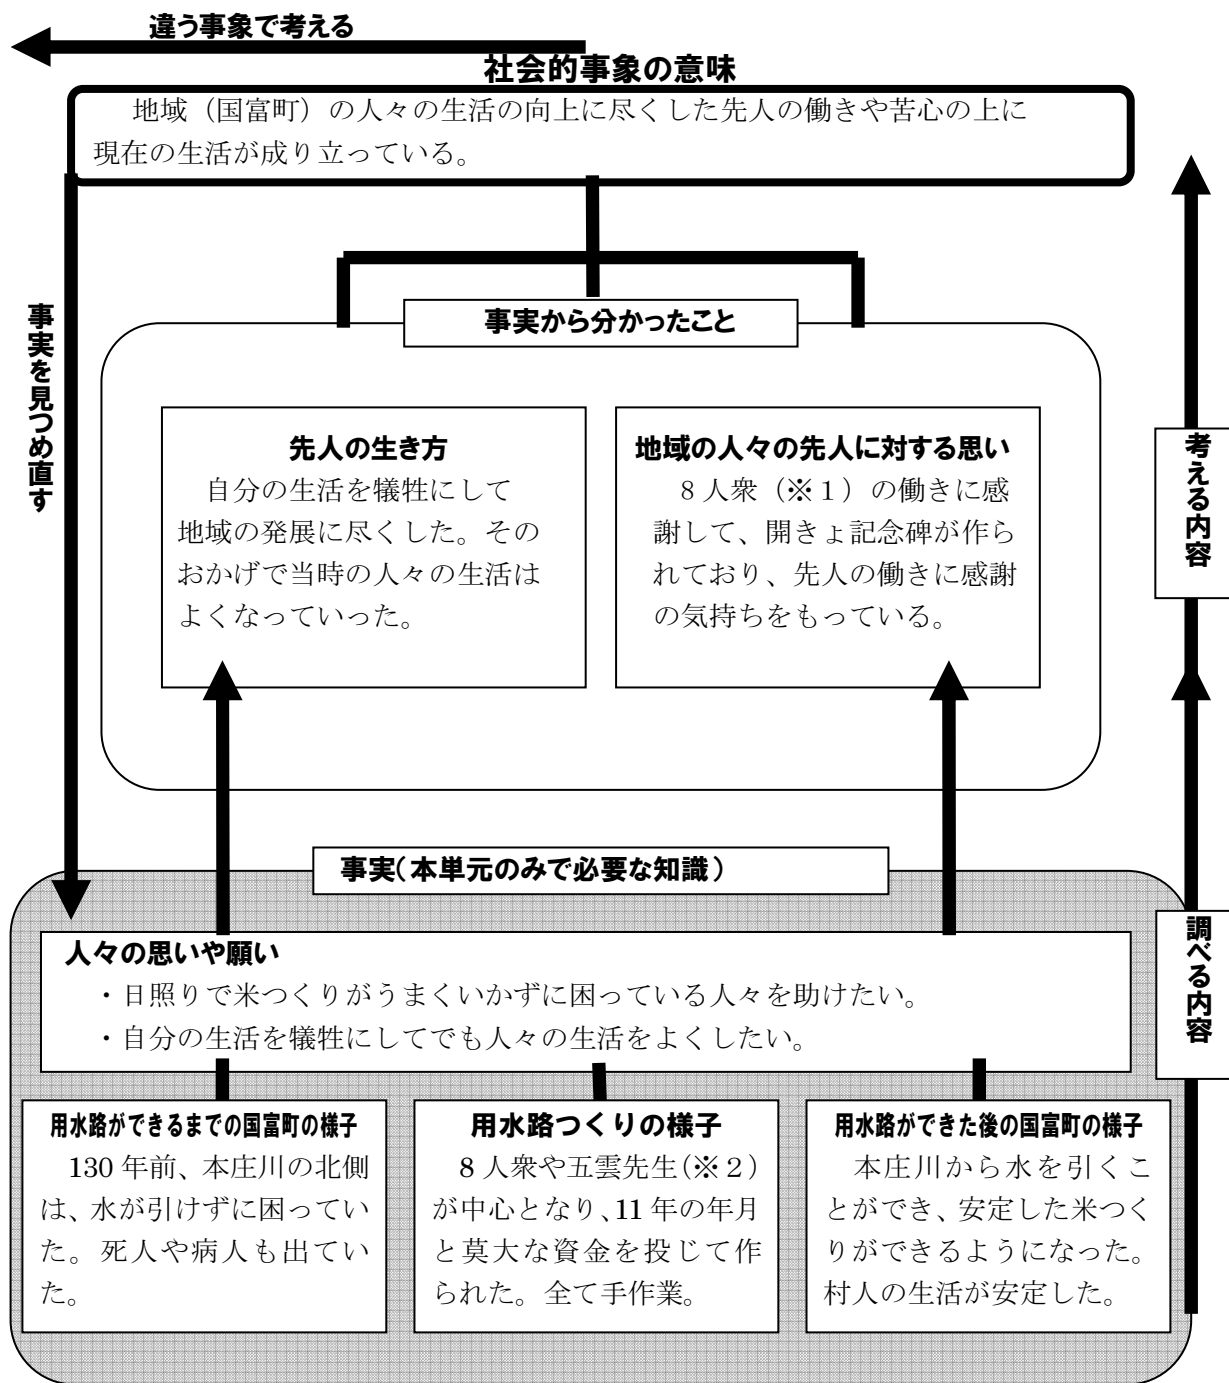 違う事象で考える
社会的事象の意味
地域（国富町）の人々の生活の向上に尽くした先人の働きや苦心の上に
現在の生活が成り立っている。
事実を見つめ直す
事実から分かったこと
先人の生き方
自分の生活を犠牲にして
地域の発展に尽くした。その
おかげで当時の人々の生活は
よくなっていった。
地域の人々の先人に対する思い
８人衆（※１）の働きに感
謝して、開きょ記念碑が作ら
れており、先人の働きに感謝
の気持ちをもっている。
考える内容
事実（本単元のみで必要な知識）
人々の思いや願い
・日照りで米つくりがうまくいかずに困っている人々を助けたい。
・自分の生活を犠牲にしてでも人々の生活をよくしたい。
調べる内容
用水路ができるまでの国富町の様子
130 年前、本庄川の北側
は、水が引けずに困ってい
た。死人や病人も出てい
た。
用水路つくりの様子
８人衆や五雲先生（※２）
が中心となり、11 年の年月
と莫大な資金を投じて作
られた。全て手作業。
用水路ができた後の国富町の様子
本庄川から水を引くこ
とができ、安定した米つく
りができるようになった。
村人の生活が安定した。